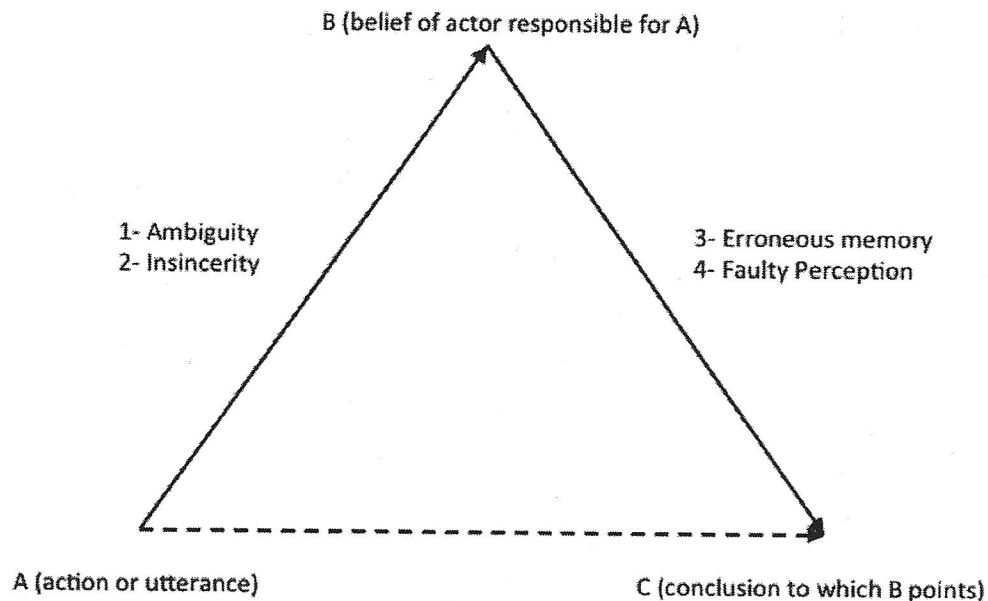 B (belief of actor responsible for A)
1- Ambiguity
2- Insincerity
3- Erroneous memory
4- Faulty Perception
A (action or utterance)
C (conclusion to which B points)